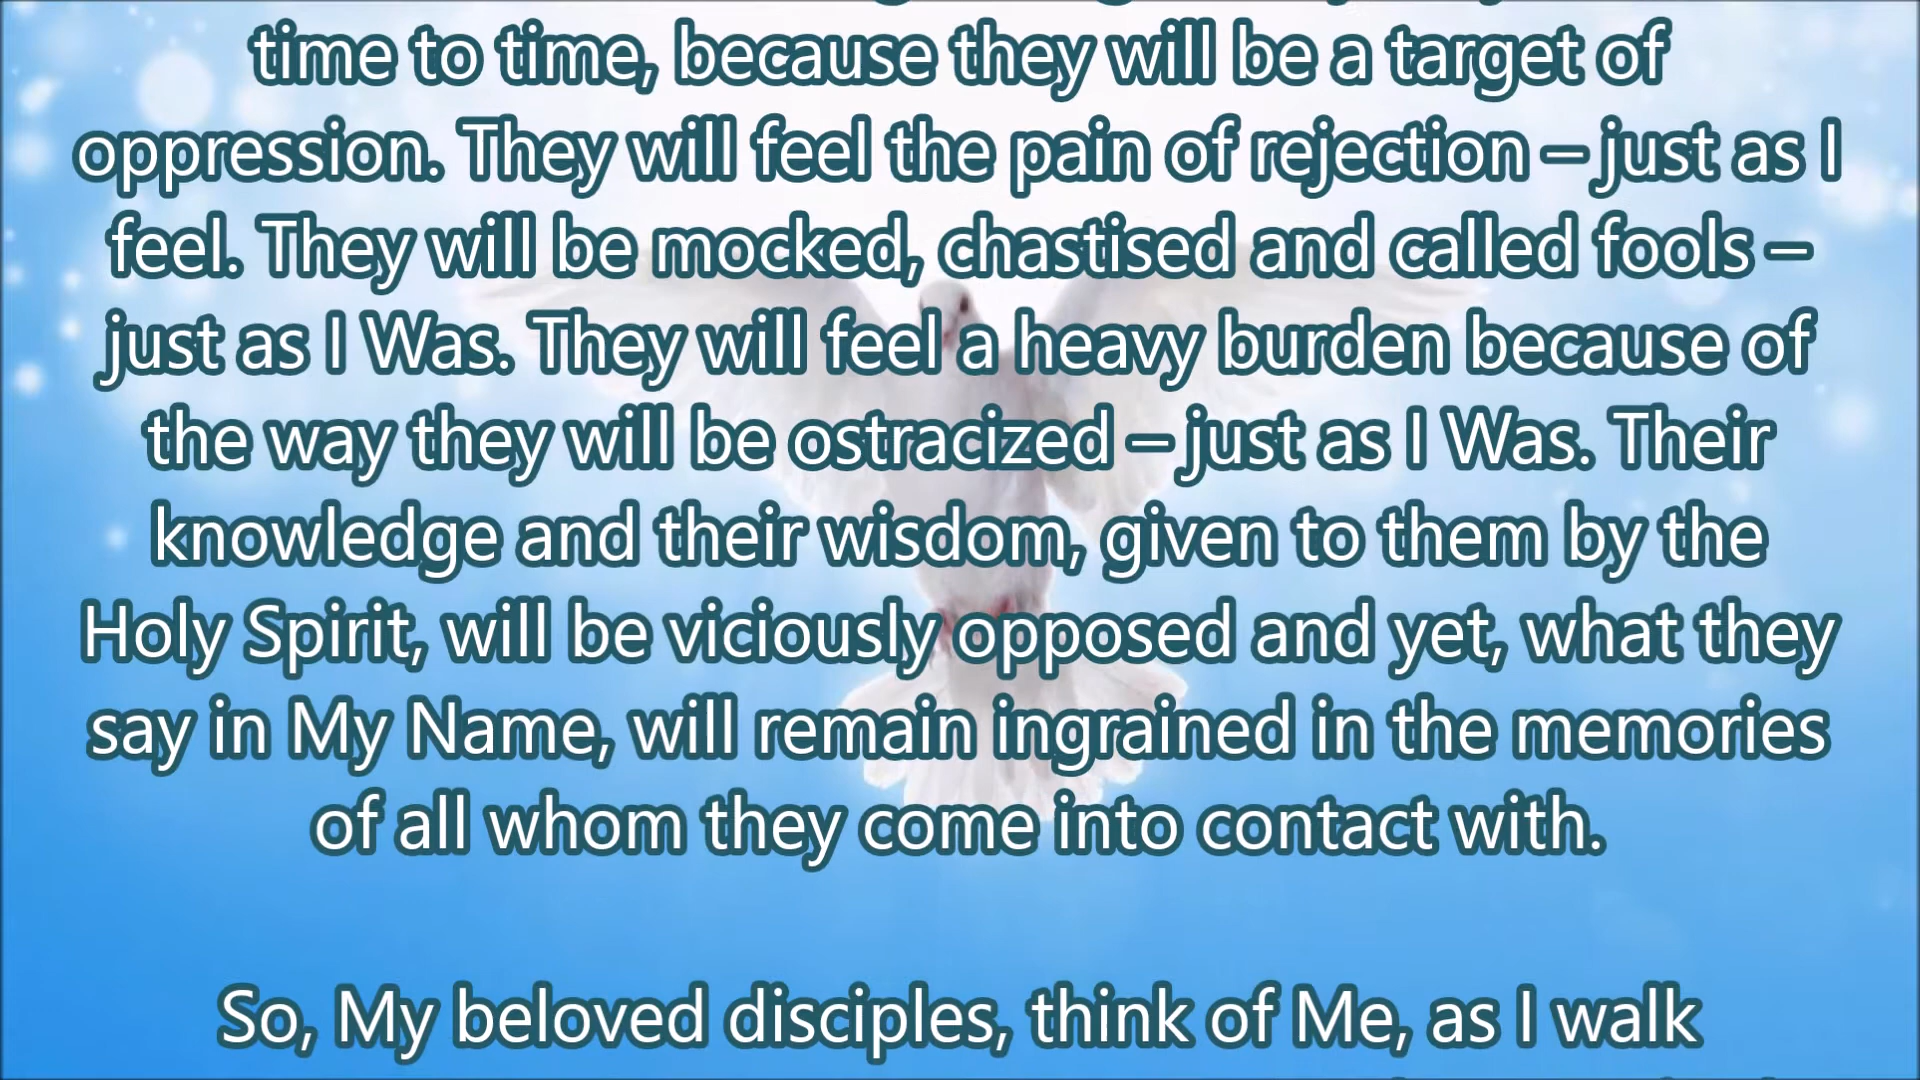 time to time, because they will be a target of
oppression. They will feel the pain of rejection – just as I
feel. They will be mocked, chastised and called fools –
just as I Was. They will feel a heavy burden because of
the way they will be ostracized – just as I Was. Their
knowledge and their wisdom, given to them by the
Holy Spirit, will be viciously opposed and yet, what they
say in My Name, will remain ingrained in the memories
of all whom they come into contact with.
So, My beloved disciples, think of Me, as I walk